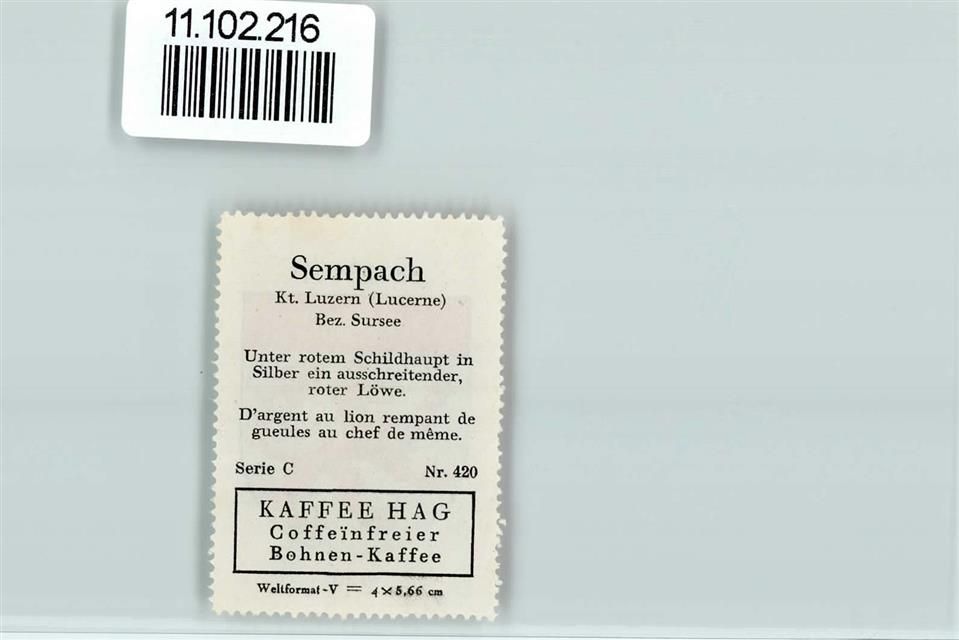 11.102.216
Sempach
Kt. Luzern (Lucerne)
Bez. Sursee
Unter rotem Schildhaupt in
Silber ein ausschreitender,
roter Löwe.
D'argent au lion rempant de
gueules au chef de même.
Serie C Nr. 420
KAFFEE HAG
Coffeïnfreier
Bohnen-Kaffee
Weltformat-V = 4×5,66 cm